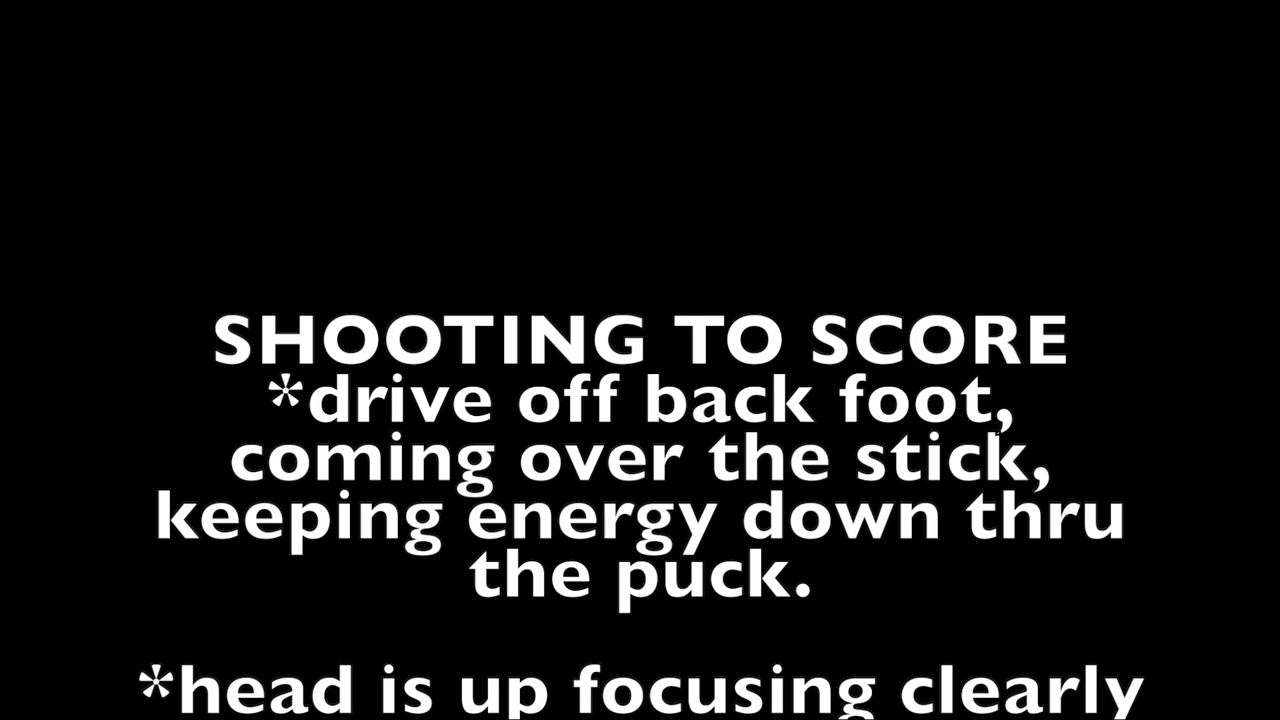 SHOOTING TO SCORE
*drive off back foot,
coming over the stick,
keeping energy down thru
the puck.
*head is up focusing clearly